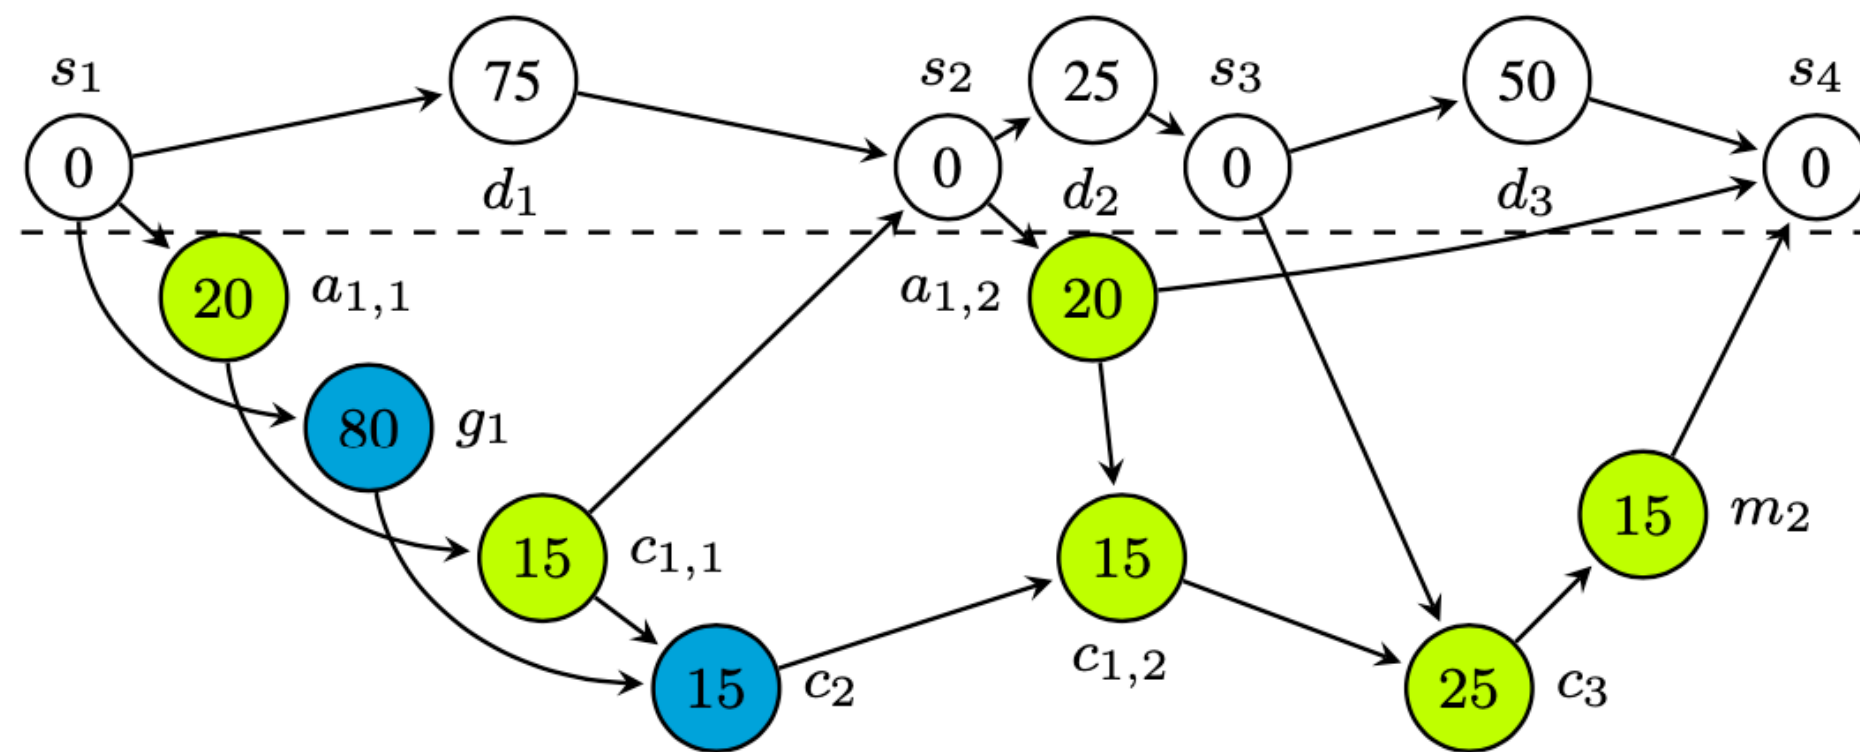 s₁ 75 s₂ 25 s₃ 50 s₄
0 0 0 0
d₁ d₂ d₃
20 a₁,₁ a₁,₂ 20
80 g₁
15 c₁,₁ 15 15 m₂
15 c₂ c₁,₂ 25 c₃